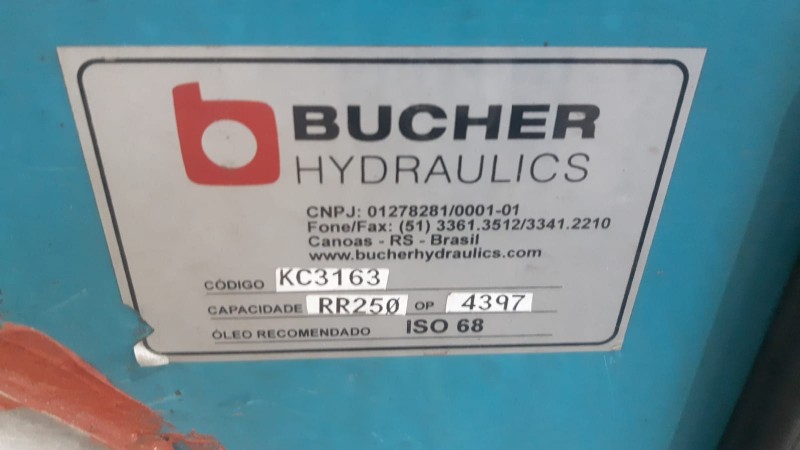 BUCHER
HYDRAULICS
CNPJ: 01278281/0001-01
Fone/Fax: (51) 3361.3512/3341.2210
Canoas - RS - Brasil
www.bucherhydraulics.com
CÓDIGO KC3163
CAPACIDADE RR250 OP 4397
ÓLEO RECOMENDADO ISO 68